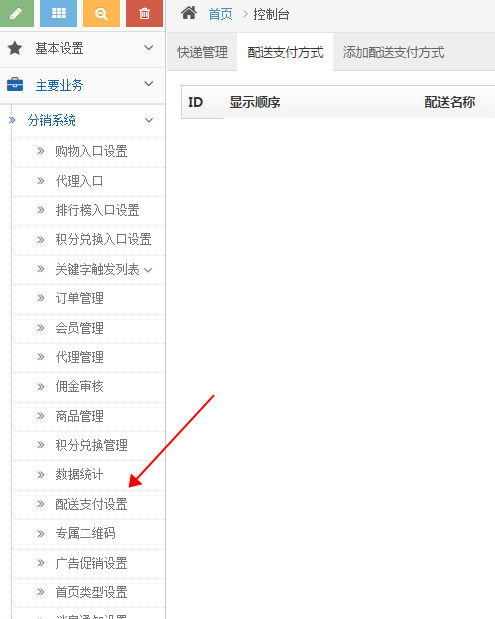 首页 控制台
快递管理 配送支付方式 添加配送支付方式
ID 显示顺序 配送名称
基本设置
主要业务
分销系统
购物入口设置
代理入口
排行榜入口设置
积分兑换入口设置
关键字触发列表
订单管理
会员管理
代理管理
佣金审核
商品管理
积分兑换管理
数据统计
配送支付设置
专属二维码
广告促销设置
首页类型设置